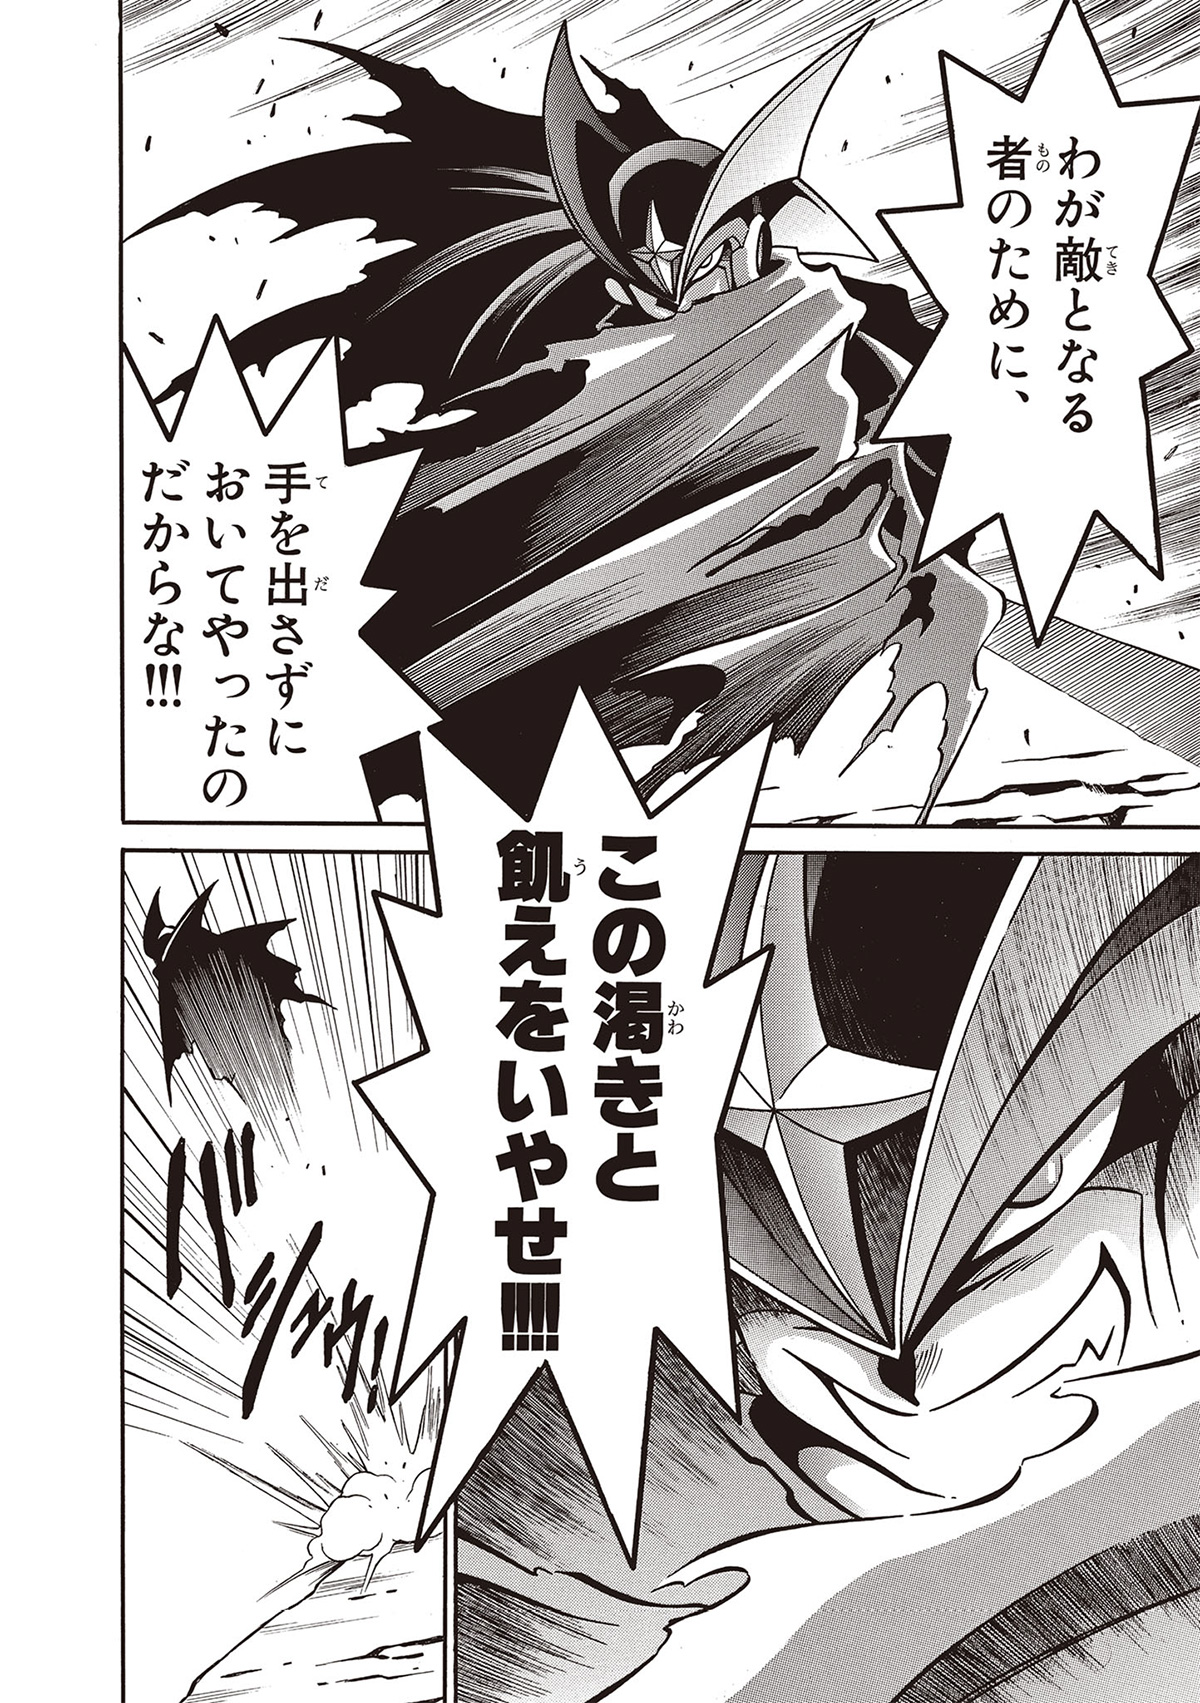 わが敵となる
者のために、
手を出さずに
おいてやったの
だからな!!!
この渇きと
飢えをいやせ!!!!
バシュウ!